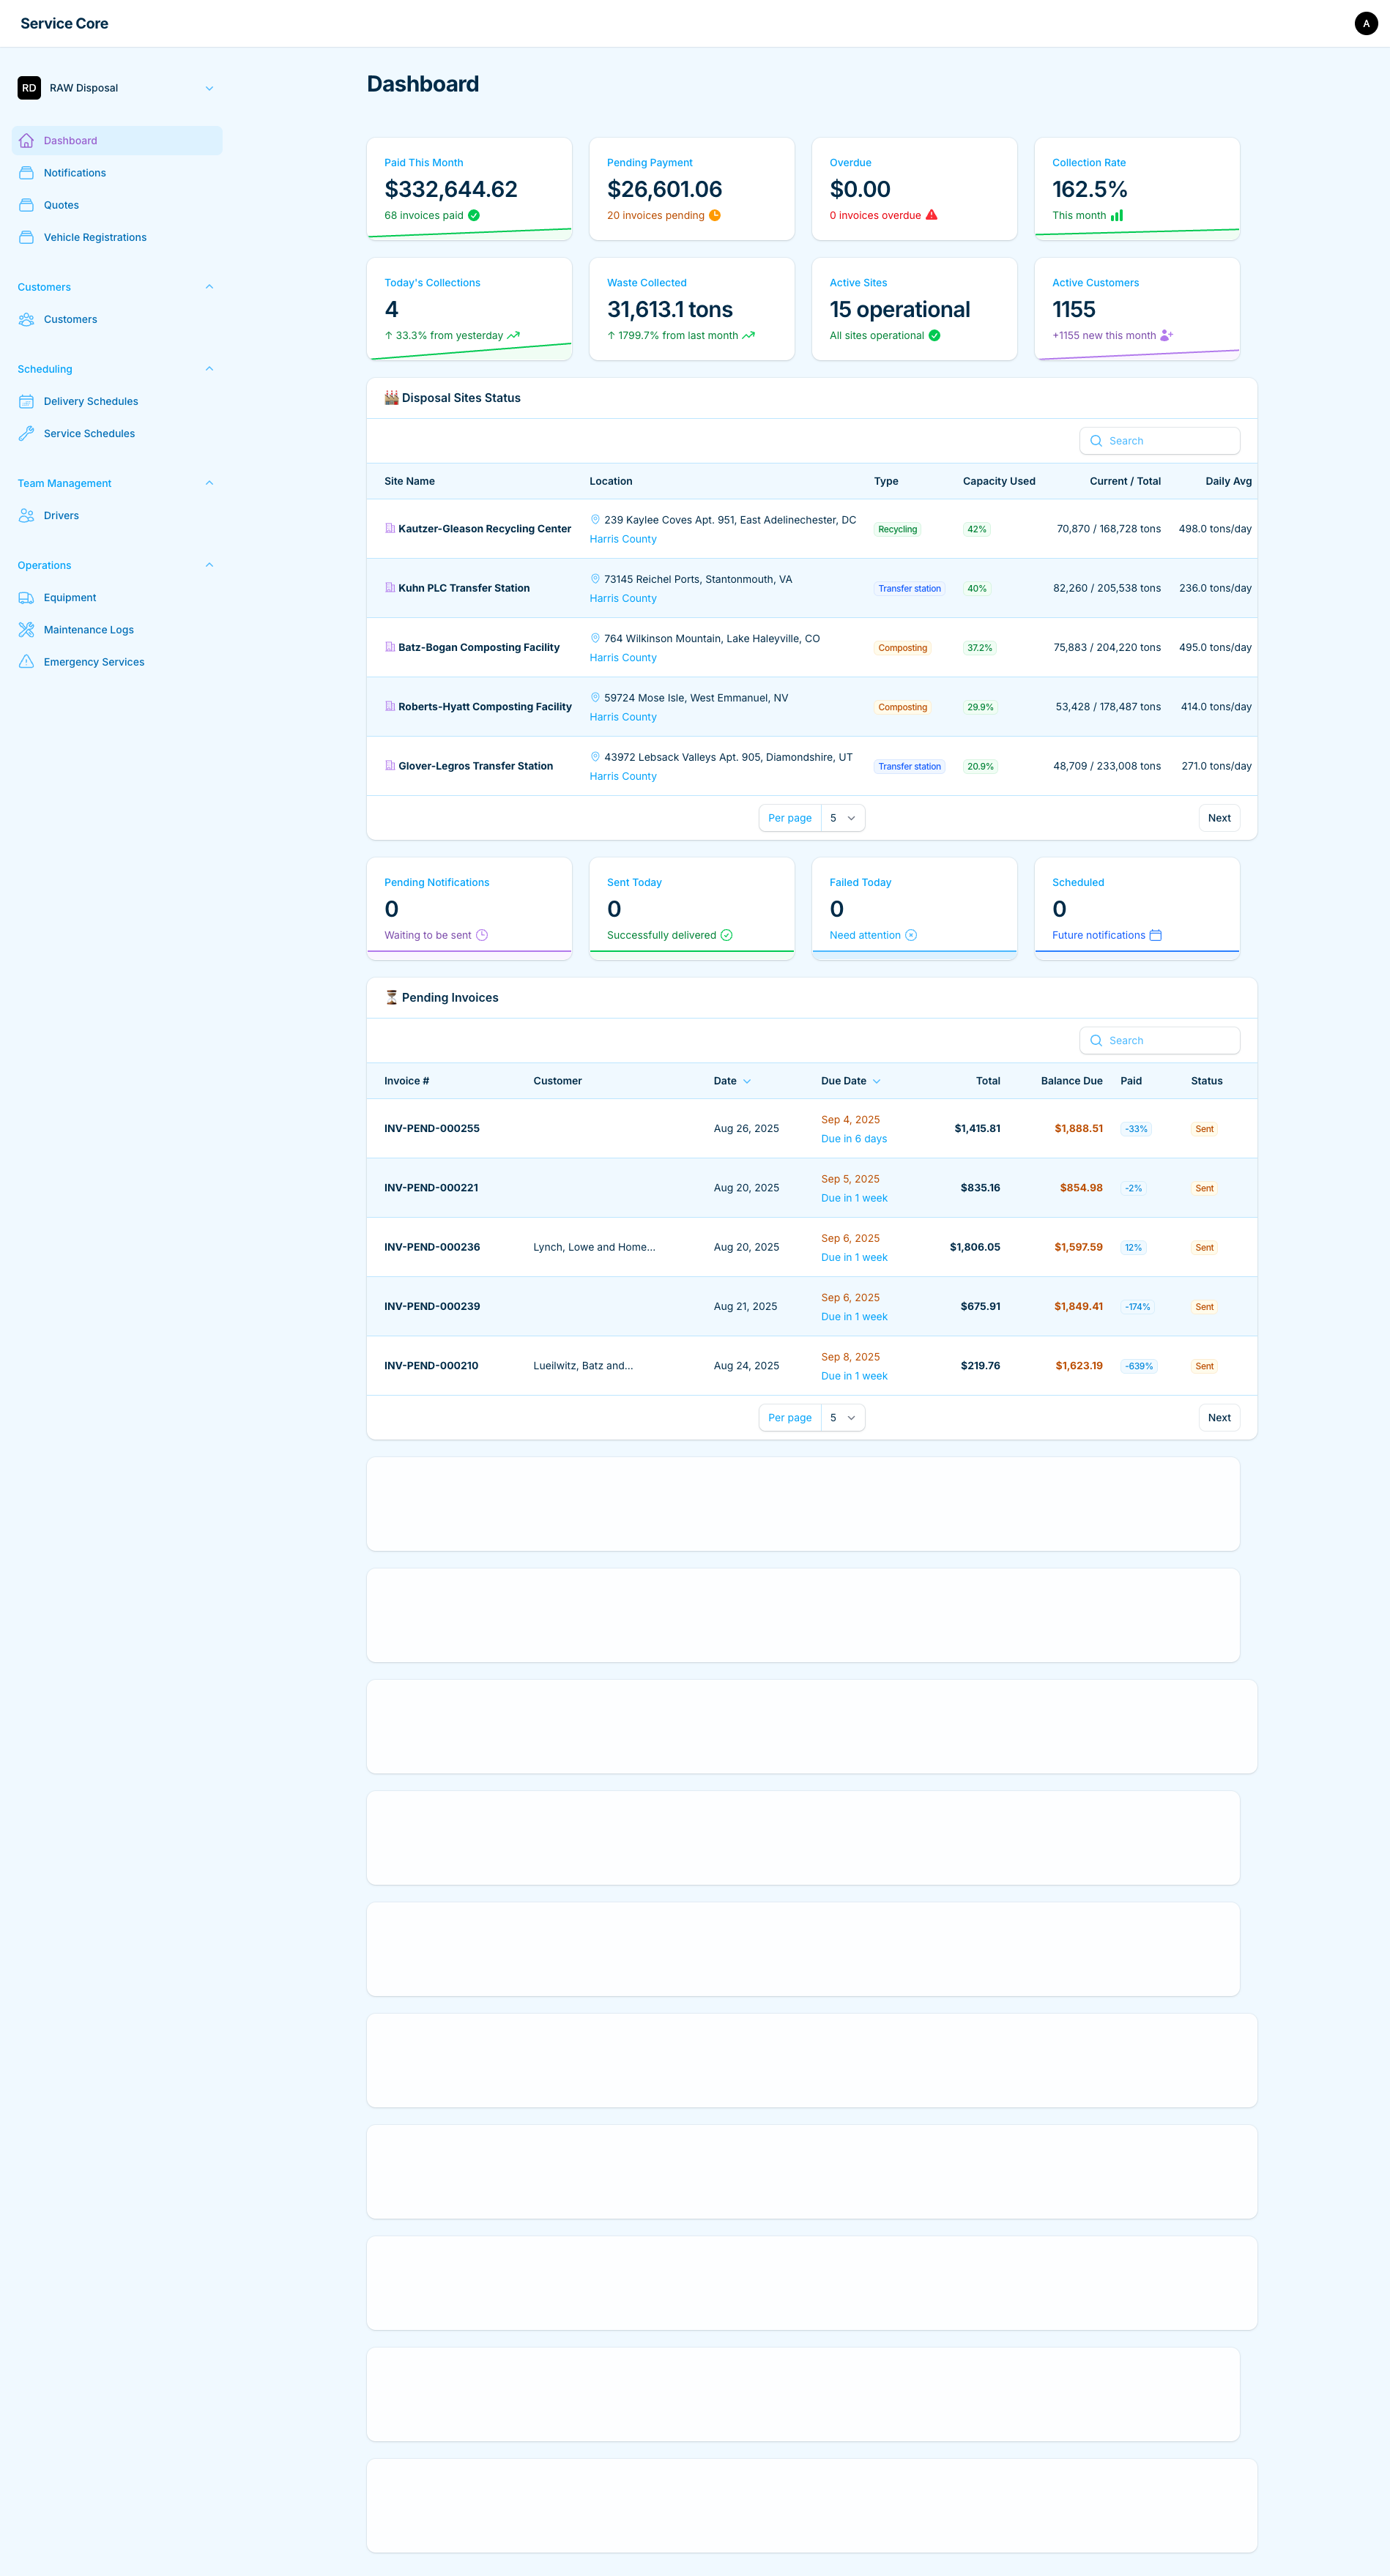 Service Core
A
RD RAW Disposal
Dashboard
Notifications
Quotes
Vehicle Registrations
Customers
Customers
Scheduling
Delivery Schedules
Service Schedules
Team Management
Drivers
Operations
Equipment
Maintenance Logs
Emergency Services
Dashboard
Paid This Month
$332,644.62
68 invoices paid
Pending Payment
$26,601.06
20 invoices pending
Overdue
$0.00
0 invoices overdue
Collection Rate
162.5%
This month
Today's Collections
4
↑ 33.3% from yesterday
Waste Collected
31,613.1 tons
↑ 1799.7% from last month
Active Sites
15 operational
All sites operational
Active Customers
1155
+1155 new this month
Disposal Sites Status
Search
Site Name Location Type Capacity Used Current / Total Daily Avg
Kautzer-Gleason Recycling Center 239 Kaylee Coves Apt. 951, East Adelinechester, DC Recycling 42% 70,870 / 168,728 tons 498.0 tons/day
Harris County
Kuhn PLC Transfer Station 73145 Reichel Ports, Stantonmouth, VA Transfer station 40% 82,260 / 205,538 tons 236.0 tons/day
Harris County
Batz-Bogan Composting Facility 764 Wilkinson Mountain, Lake Haleyville, CO Composting 37.2% 75,883 / 204,220 tons 495.0 tons/day
Harris County
Roberts-Hyatt Composting Facility 59724 Mose Isle, West Emmanuel, NV Composting 29.9% 53,428 / 178,487 tons 414.0 tons/day
Harris County
Glover-Legros Transfer Station 43972 Lebsack Valleys Apt. 905, Diamondshire, UT Transfer station 20.9% 48,709 / 233,008 tons 271.0 tons/day
Harris County
Per page 5 Next
Pending Notifications
0
Waiting to be sent
Sent Today
0
Successfully delivered
Failed Today
0
Need attention
Scheduled
0
Future notifications
Pending Invoices
Search
Invoice # Customer Date Due Date Total Balance Due Paid Status
INV-PEND-000255 Aug 26, 2025 Sep 4, 2025 $1,415.81 $1,888.51 -33% Sent
Due in 6 days
INV-PEND-000221 Aug 20, 2025 Sep 5, 2025 $835.16 $854.98 -2% Sent
Due in 1 week
INV-PEND-000236 Lynch, Lowe and Home... Aug 20, 2025 Sep 6, 2025 $1,806.05 $1,597.59 12% Sent
Due in 1 week
INV-PEND-000239 Aug 21, 2025 Sep 6, 2025 $675.91 $1,849.41 -174% Sent
Due in 1 week
INV-PEND-000210 Lueilwitz, Batz and... Aug 24, 2025 Sep 8, 2025 $219.76 $1,623.19 -639% Sent
Due in 1 week
Per page 5 Next